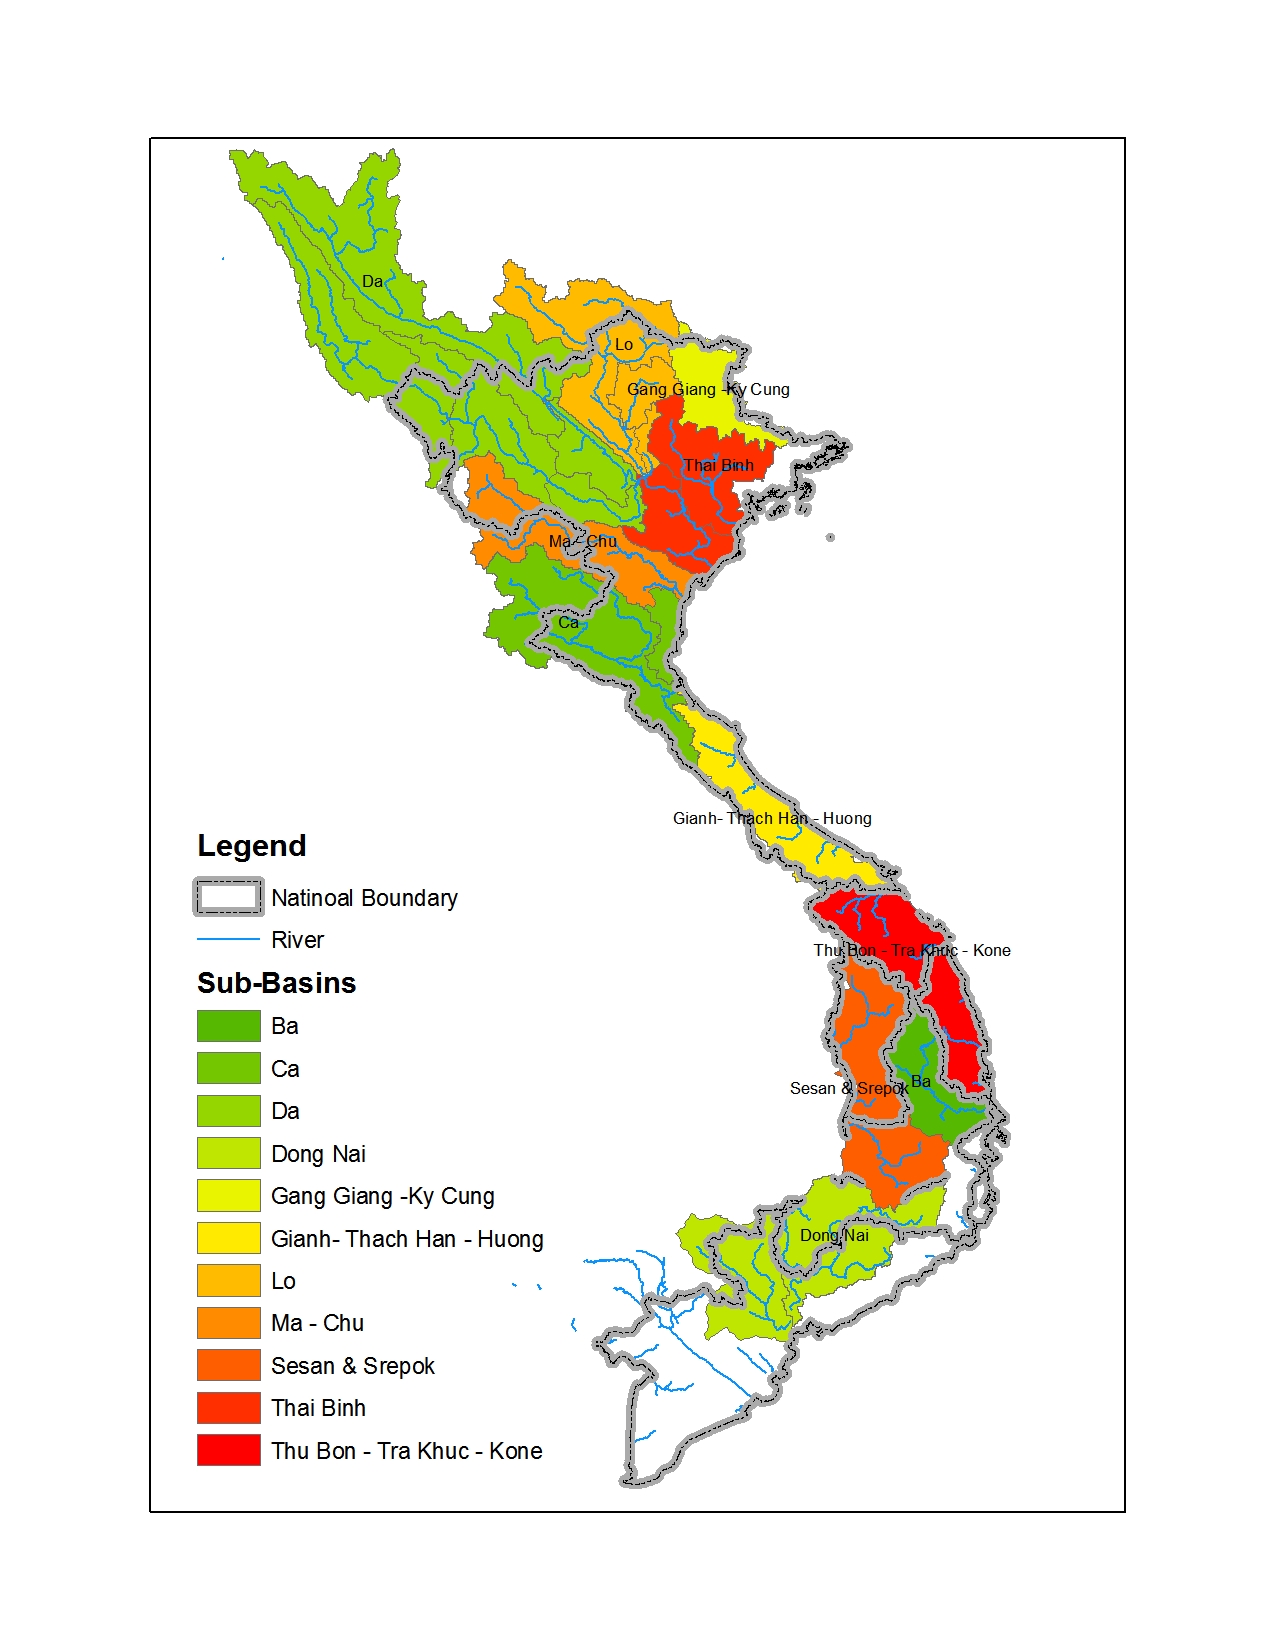 Da
Lo
Gang Giang -Ky Cung
Thai Binh
Ma - Chu
Ca
Gianh- Thach Han - Huong
Thu Bon - Tra Khuc - Kone
Sesan & Srepok
Ba
Dong Nai
Legend
Natinoal Boundary
River
Sub-Basins
Ba
Ca
Da
Dong Nai
Gang Giang -Ky Cung
Gianh- Thach Han - Huong
Lo
Ma - Chu
Sesan & Srepok
Thai Binh
Thu Bon - Tra Khuc - Kone